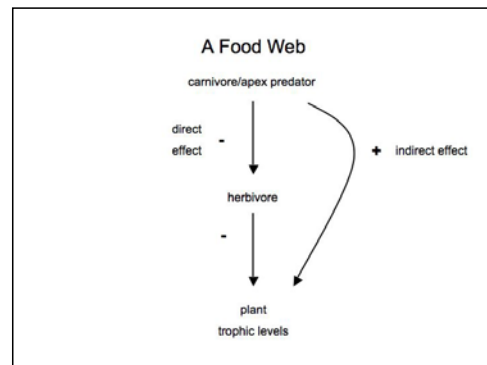 A Food Web
carnivore/apex predator
direct
effect
-
+ indirect effect
herbivore
-
plant
trophic levels